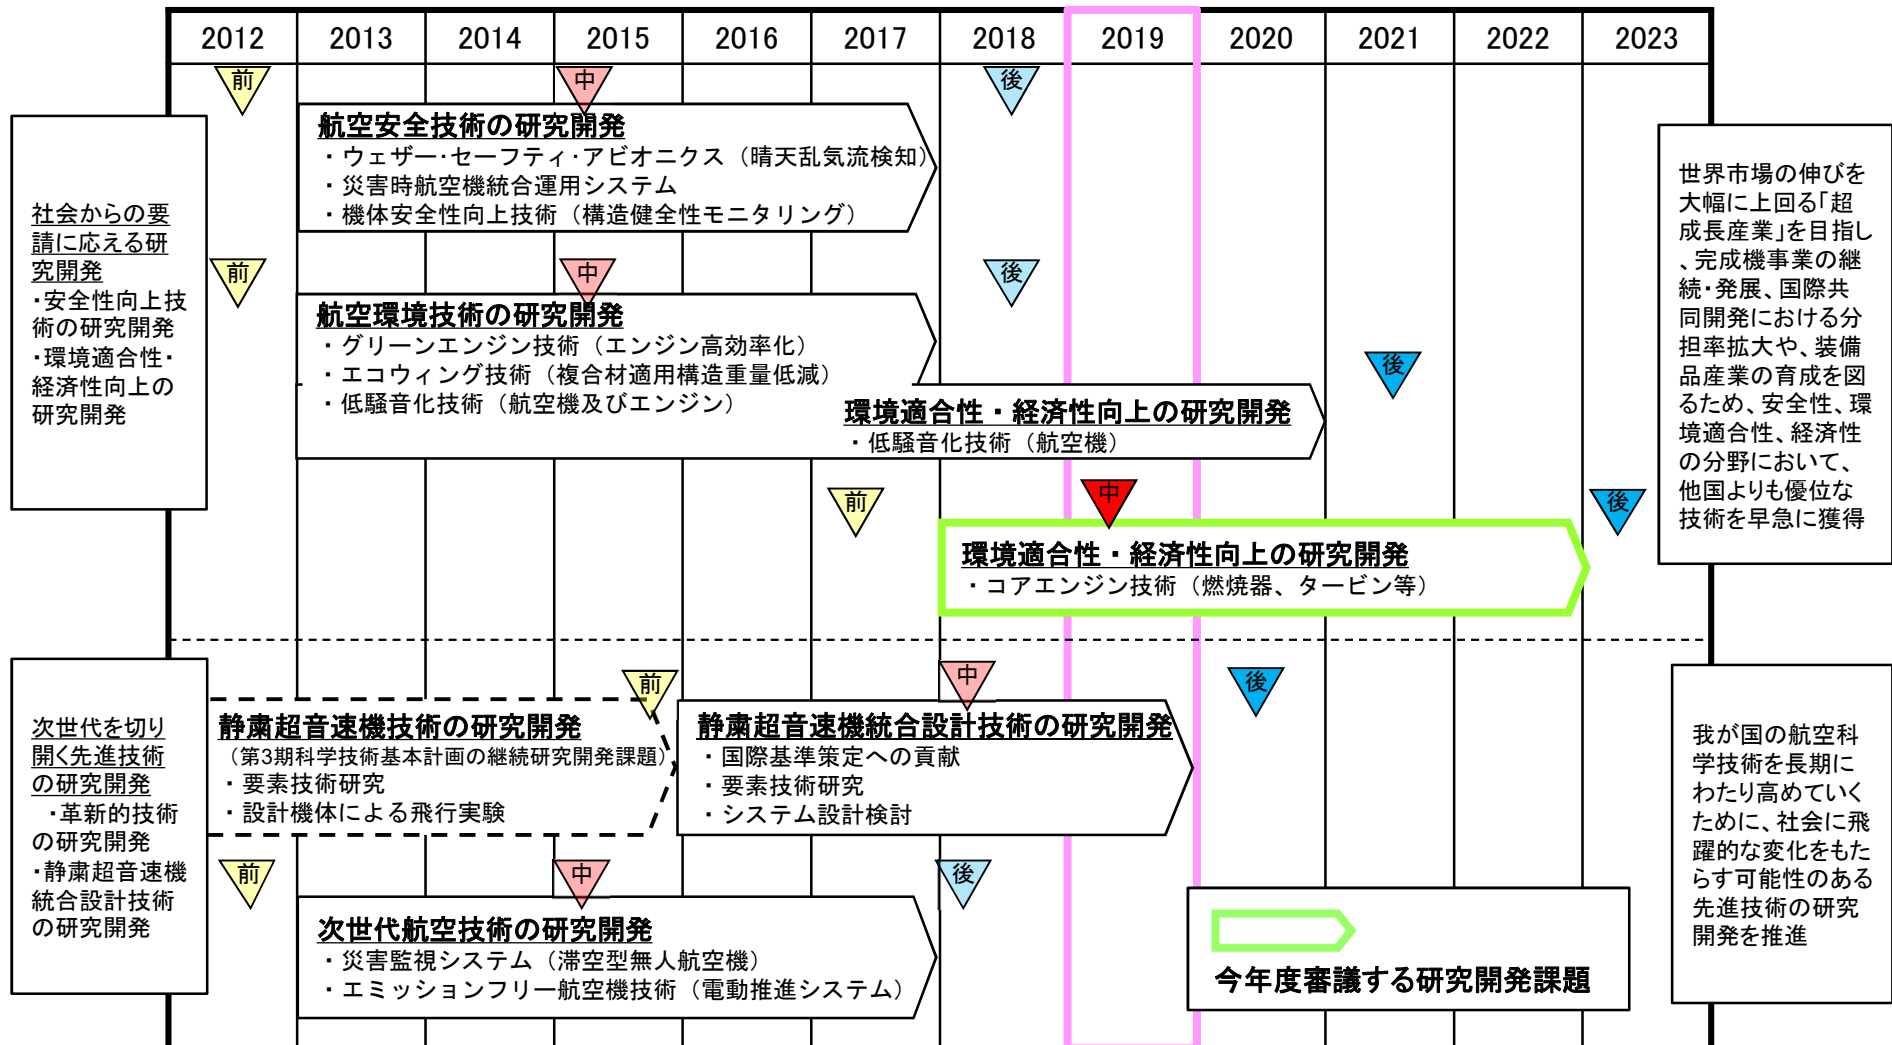 2012 2013 2014 2015 2016 2017 2018 2019 2020 2021 2022 2023
前 中 後
航空安全技術の研究開発
・ウェザー・セーフティ・アビオニクス（晴天乱気流検知）
・災害時航空機統合運用システム
・機体安全性向上技術（構造健全性モニタリング）
社会からの要
請に応える研
究開発
・安全性向上技
術の研究開発
・環境適合性・
経済性向上の
研究開発
前 中 後
航空環境技術の研究開発
・グリーンエンジン技術（エンジン高効率化）
・エコウィング技術（複合材適用構造重量低減）
・低騒音化技術（航空機及びエンジン）
後
環境適合性・経済性向上の研究開発
・低騒音化技術（航空機）
前 中 後
環境適合性・経済性向上の研究開発
・コアエンジン技術（燃焼器、タービン等）
世界市場の伸びを
大幅に上回る「超
成長産業」を目指し
、完成機事業の継
続・発展、国際共
同開発における分
担率拡大や、装備
品産業の育成を図
るため、安全性、環
境適合性、経済性
の分野において、
他国よりも優位な
技術を早急に獲得
次世代を切り
開く先進技術
の研究開発
・革新的技術
の研究開発
・静粛超音速機
統合設計技術
の研究開発
前 中 後
静粛超音速機技術の研究開発
（第3期科学技術基本計画の継続研究開発課題）
・要素技術研究
・設計機体による飛行実験
静粛超音速機統合設計技術の研究開発
・国際基準策定への貢献
・要素技術研究
・システム設計検討
前 中 後
次世代航空技術の研究開発
・災害監視システム（滞空型無人航空機）
・エミッションフリー航空機技術（電動推進システム）
今年度審議する研究開発課題
我が国の航空科
学技術を長期に
わたり高めていく
ために、社会に飛
躍的な変化をもた
らす可能性のある
先進技術の研究
開発を推進